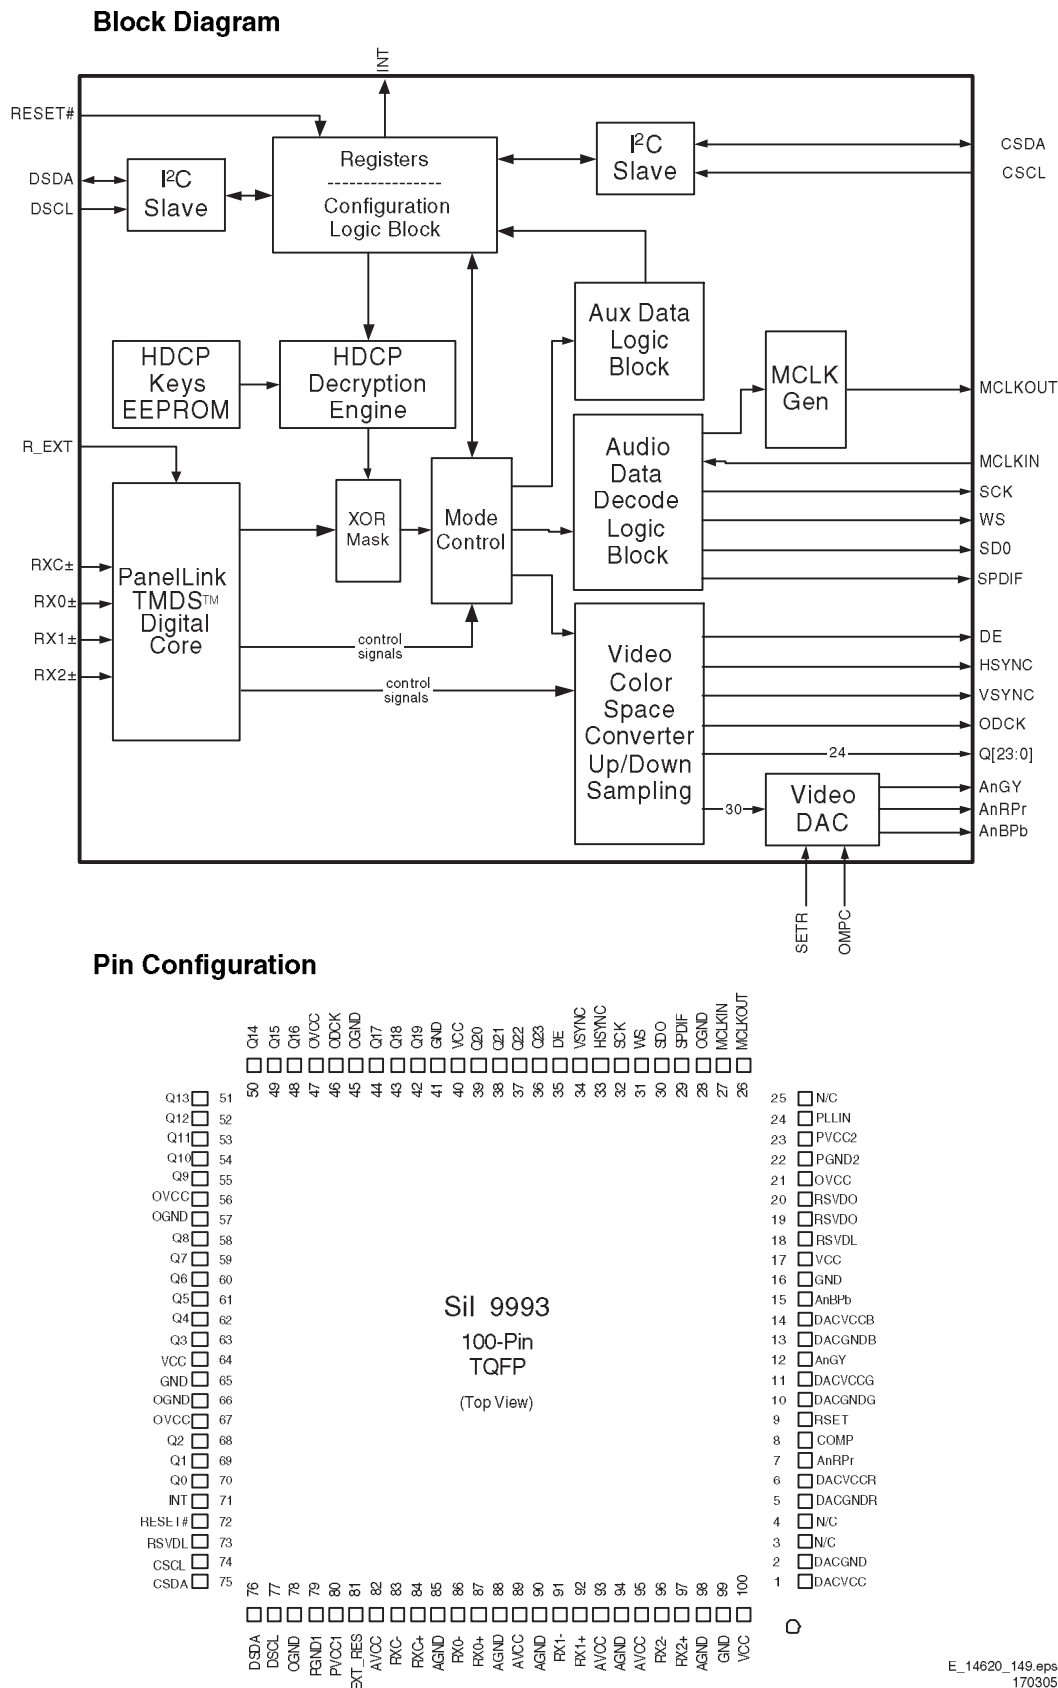 Block Diagram
INT
RESET#
DSDA
DSCL
I²C
Slave
Registers
Configuration
Logic Block
I²C
Slave
CSDA
CSCL
Aux Data
Logic
Block
HDCP
Keys
EEPROM
HDCP
Decryption
Engine
MCLK
Gen
MCLKOUT
R_EXT
XOR
Mask
Mode
Control
Audio
Data
Decode
Logic
Block
MCLKIN
SCK
WS
SD0
SPDIF
RXC±
RX0±
RX1±
RX2±
PanelLink
TMDS™
Digital
Core
control
signals
control
signals
Video
Color
Space
Converter
Up/Down
Sampling
DE
HSYNC
VSYNC
ODCK
24
Q[23:0]
30
Video
DAC
AnGY
AnRPr
AnBPb
SETR
OMPC
Pin Configuration
Q14
Q15
Q16
OVCC
ODCK
OGND
Q17
Q18
Q19
GND
VCC
Q20
Q21
Q22
Q23
DE
VSYNC
HSYNC
SCK
WS
SDO
SPDIF
OGND
MCLKIN
MCLKOUT
50
49
48
47
46
45
44
43
42
41
40
39
38
37
36
35
34
33
32
31
30
29
28
27
26
Q13 51
Q12 52
Q11 53
Q10 54
Q9 55
OVCC 56
OGND 57
Q8 58
Q7 59
Q6 60
Q5 61
Q4 62
Q3 63
VCC 64
GND 65
OGND 66
OVCC 67
Q2 68
Q1 69
Q0 70
INT 71
RESET# 72
RSVDL 73
CSCL 74
CSDA 75
SiI 9993
100-Pin
TQFP
(Top View)
25 N/C
24 PLLIN
23 PVCC2
22 PGND2
21 OVCC
20 RSVDO
19 RSVDO
18 RSVDL
17 VCC
16 GND
15 AnBPb
14 DACVCCB
13 DACGNDB
12 AnGY
11 DACVCCG
10 DACGNDG
9 RSET
8 COMP
7 AnRPr
6 DACVCCR
5 DACGNDR
4 N/C
3 N/C
2 DACGND
1 DACVCC
76
77
78
79
80
81
82
83
84
85
86
87
88
89
90
91
92
93
94
95
96
97
98
99
100
DSDA
DSCL
OGND
PGND1
PVCC1
EXT_RES
AVCC
RXC-
RXC+
AGND
RX0-
RX0+
AGND
AVCC
AGND
RX1-
RX1+
AVCC
AGND
AVCC
RX2-
RX2+
AGND
GND
VCC
E_14620_149.eps
170305